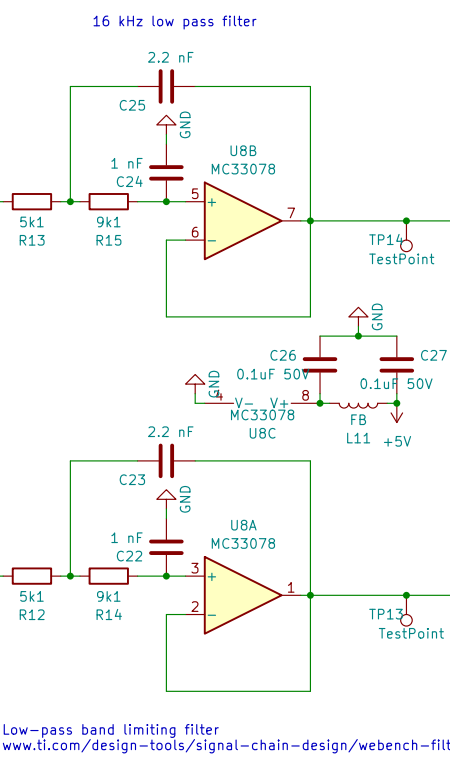 16 kHz low pass filter
2.2 nF
C25
GND
1 nF
C24
U8B
MC33078
5k1
R13
9k1
R15
5
+
6
-
7
TP14
TestPoint
GND
C26
0.1uF 50V
C27
0.1uF 50V
GND
4
V-
V+
8
MC33078
U8C
FB
L11
+5V
2.2 nF
C23
GND
1 nF
C22
U8A
MC33078
5k1
R12
9k1
R14
3
+
2
-
1
TP13
TestPoint
Low-pass band limiting filter
www.ti.com/design-tools/signal-chain-design/webench-filt